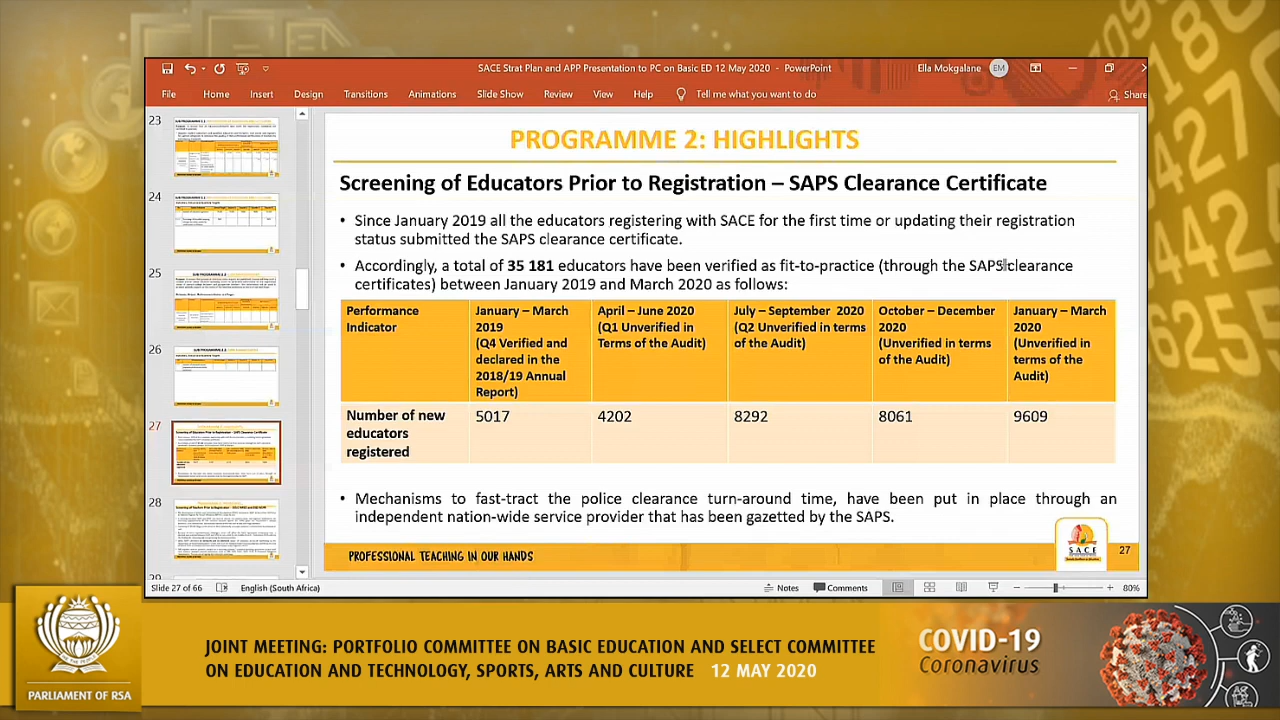 SACE Strat Plan and APP Presentation to PC on Basic ED 12 May 2020 - PowerPoint
Ella Mokgalane
EM
File Home Insert Design Transitions Animations Slide Show Review View Help Tell me what you want to do Share
23
24
25
26
27
28
PROGRAMME 2: HIGHLIGHTS
Screening of Educators Prior to Registration – SAPS Clearance Certificate
• Since January 2019 all the educators registering with SACE for the first time or updating their registration
status submitted the SAPS clearance certificate.
• Accordingly, a total of 35 181 educators have been verified as fit-to-practice (through the SAPS clearance
certificates) between January 2019 and March 2020 as follows:
Performance
Indicator
January – March
2019
(Q4 Verified and
declared in the
2018/19 Annual
Report)
April – June 2020
(Q1 Unverified in
Terms of the Audit)
July – September 2020
(Q2 Unverified in terms
of the Audit)
October – December
2020
(Unverified in terms
of the Audit)
January – March
2020
(Unverified in
terms of the
Audit)
Number of new
educators
registered
5017
4202
8292
8061
9609
• Mechanisms to fast-tract the police clearance turn-around time, have been put in place through an
independent and private service provider that has been gazetted by the SAPS.
PROFESSIONAL TEACHING IN OUR HANDS
SACE
27
Slide 27 of 66
English (South Africa)
Notes
Comments
80%
PARLIAMENT OF RSA
JOINT MEETING: PORTFOLIO COMMITTEE ON BASIC EDUCATION AND SELECT COMMITTEE
ON EDUCATION AND TECHNOLOGY, SPORTS, ARTS AND CULTURE 12 MAY 2020
COVID-19
Coronavirus